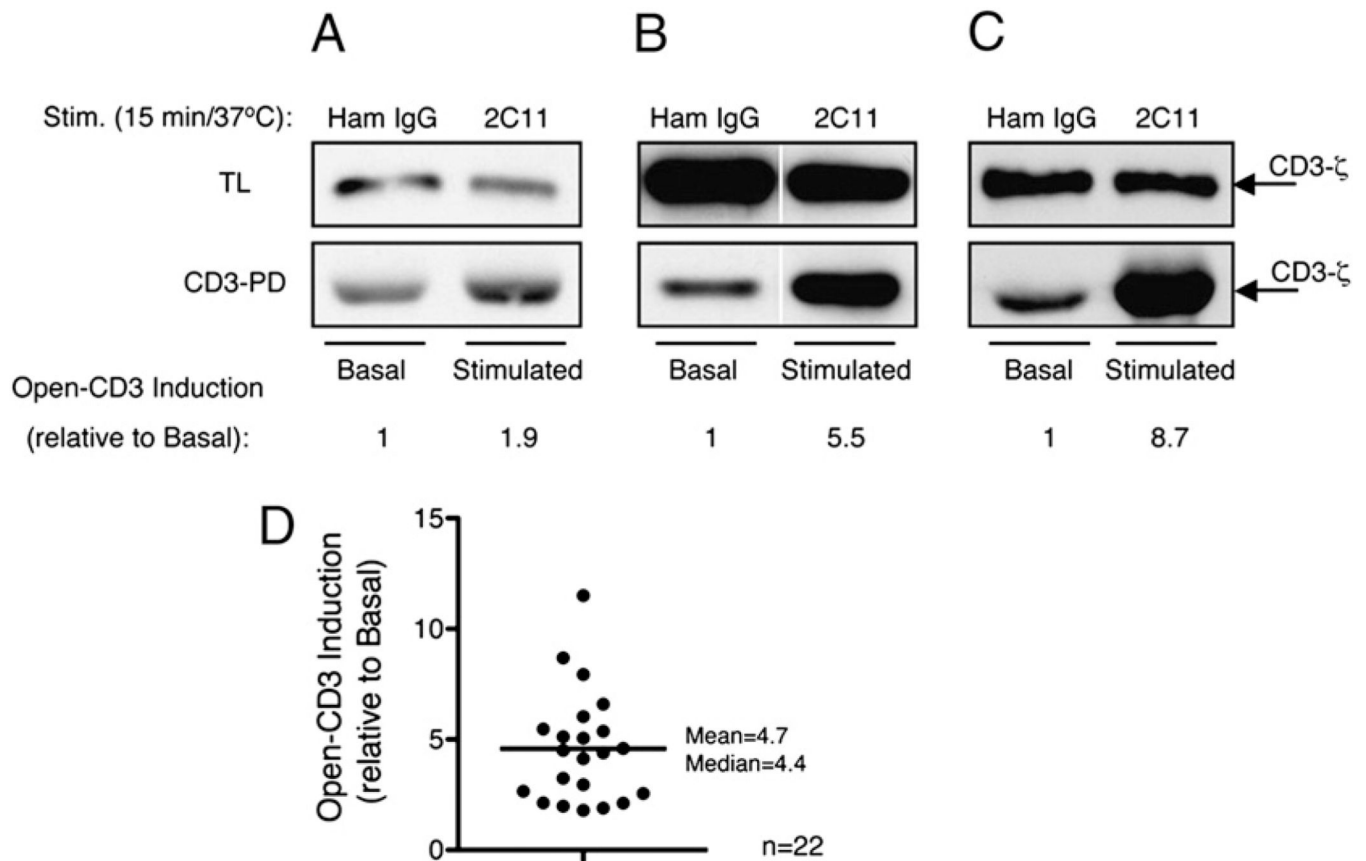 A B C
Stim. (15 min/37ºC): Ham IgG 2C11 Ham IgG 2C11 Ham IgG 2C11
TL CD3-ζ
CD3-PD CD3-ζ
Basal Stimulated Basal Stimulated Basal Stimulated
Open-CD3 Induction
(relative to Basal): 1 1.9 1 5.5 1 8.7
D
Open-CD3 Induction
(relative to Basal)
15
10
5
0
Mean=4.7
Median=4.4
n=22